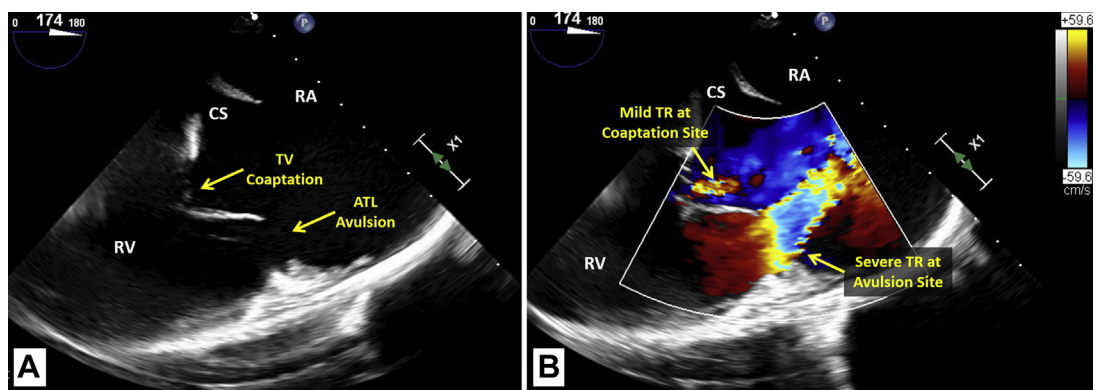 0 174 180
P
RA
CS
TV
Coaptation
ATL
Avulsion
RV
X1
A
0 174 180
P
+59.6
RA
CS
Mild TR at
Coaptation Site
X1
-59.6
cm/s
RV
Severe TR at
Avulsion Site
B